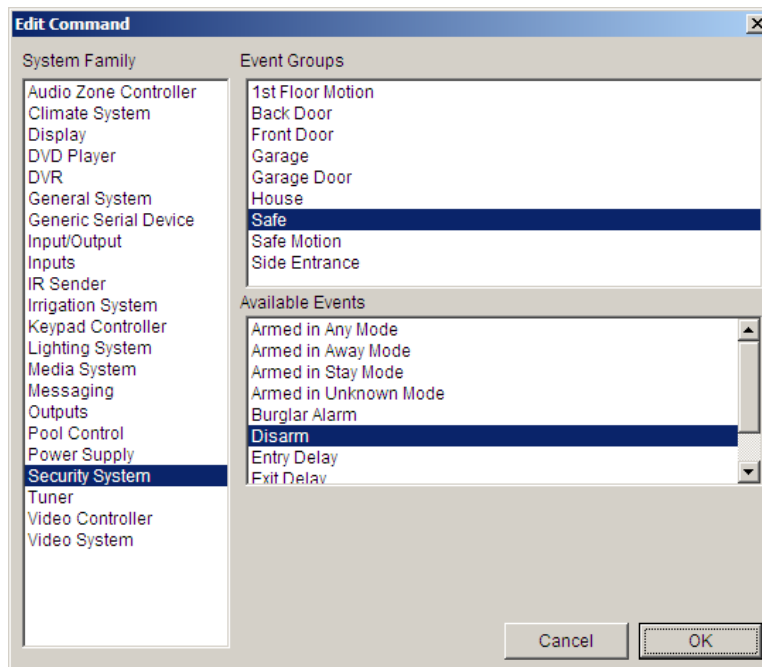 Edit Command
System Family
Audio Zone Controller
Climate System
Display
DVD Player
DVR
General System
Generic Serial Device
Input/Output
Inputs
IR Sender
Irrigation System
Keypad Controller
Lighting System
Media System
Messaging
Outputs
Pool Control
Power Supply
Security System
Tuner
Video Controller
Video System
Event Groups
1st Floor Motion
Back Door
Front Door
Garage
Garage Door
House
Safe
Safe Motion
Side Entrance
Available Events
Armed in Any Mode
Armed in Away Mode
Armed in Stay Mode
Armed in Unknown Mode
Burglar Alarm
Disarm
Entry Delay
Exit Delay
Cancel
OK